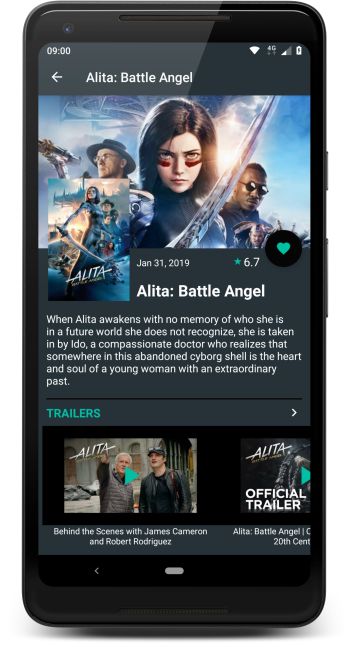 09:00
4G
Alita: Battle Angel
ALITA
BATTLE ANGEL
Jan 31, 2019
6.7
Alita: Battle Angel
When Alita awakens with no memory of who she is
in a future world she does not recognize, she is taken
in by Ido, a compassionate doctor who realizes that
somewhere in this abandoned cyborg shell is the heart
and soul of a young woman with an extraordinary
past.
TRAILERS
ALITA
ALITA
OFFICIAL
TRAILER
Behind the Scenes with James Cameron
and Robert Rodriguez
Alita: Battle Angel | O
20th Cent